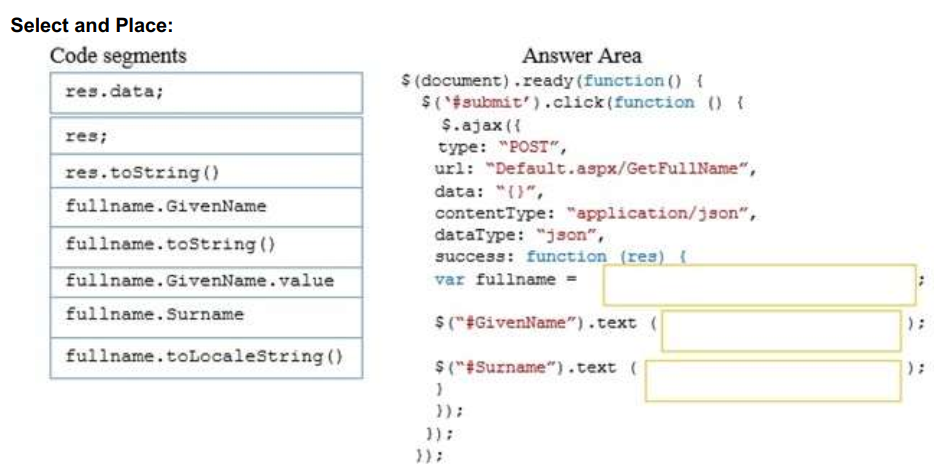 Select and Place:
Code segments
res.data;
res;
res.toString()
fullname.GivenName
fullname.toString()
fullname.GivenName.value
fullname.Surname
fullname.toLocaleString()
Answer Area
$(document).ready(function() {
$(‘#submit’).click(function () {
$.ajax({
type: “POST”,
url: “Default.aspx/GetFullName”,
data: “{}”,
contentType: “application/json”,
dataType: “json”,
success: function (res) {
var fullname = ;
$(“#GivenName”).text ( );
$(“#Surname”).text ( );
}
});
});
});